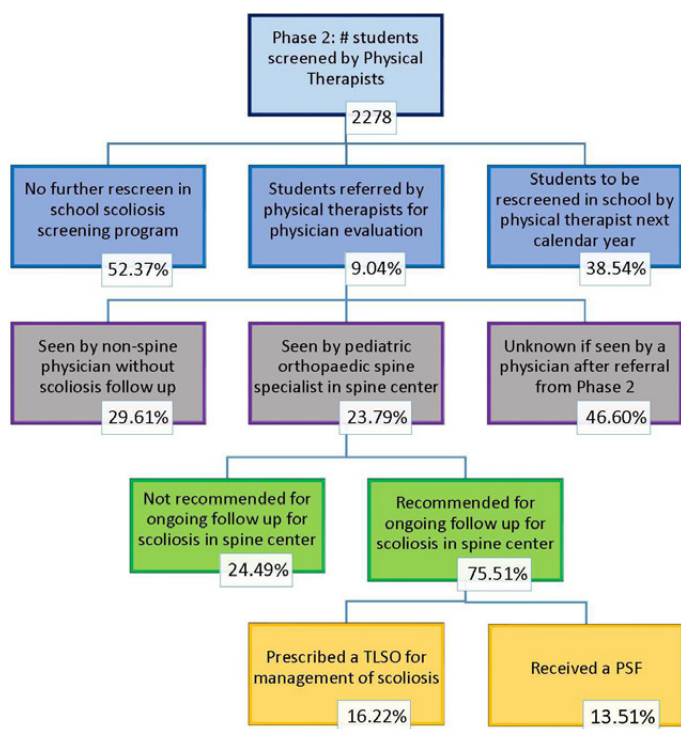 Phase 2: # students
screened by Physical
Therapists
2278
No further rescreen in
school scoliosis
screening program
52.37%
Students referred by
physical therapists for
physician evaluation
9.04%
Students to be
rescreened in school by
physical therapist next
calendar year
38.54%
Seen by non-spine
physician without
scoliosis follow up
29.61%
Seen by pediatric
orthopaedic spine
specialist in spine center
23.79%
Unknown if seen by a
physician after referral
from Phase 2
46.60%
Not recommended for
ongoing follow up for
scoliosis in spine center
24.49%
Recommended for
ongoing follow up for
scoliosis in spine center
75.51%
Prescribed a TLSO for
management of scoliosis
16.22%
Received a PSF
13.51%